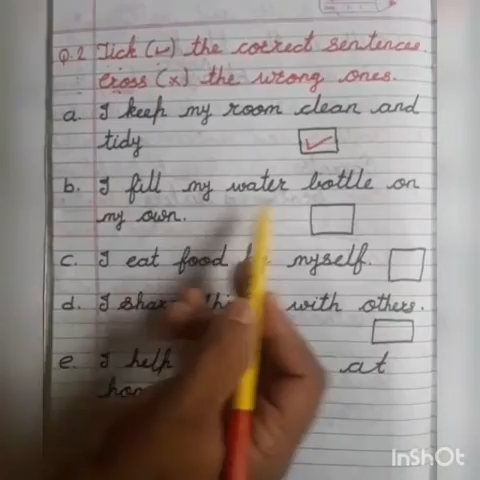 Q.2 Tick (✓) the correct sentences.
Cross (x) the wrong ones.
a. I keep my room clean and
tidy
b. I fill my water bottle on
my own.
c. I eat food myself.
d. I with others.
e. I help at
InShOt